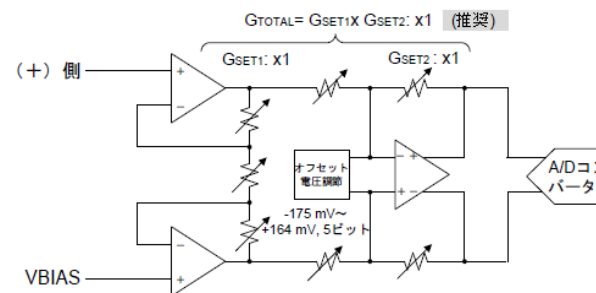 GTOTAL= GSET1x GSET2: x1 (推奨)
GSET1: x1 GSET2: x1
(+) 側
オフセット
電圧調節
A/Dコン
バータ
-175 mV~
+164 mV, 5ビット
VBIAS